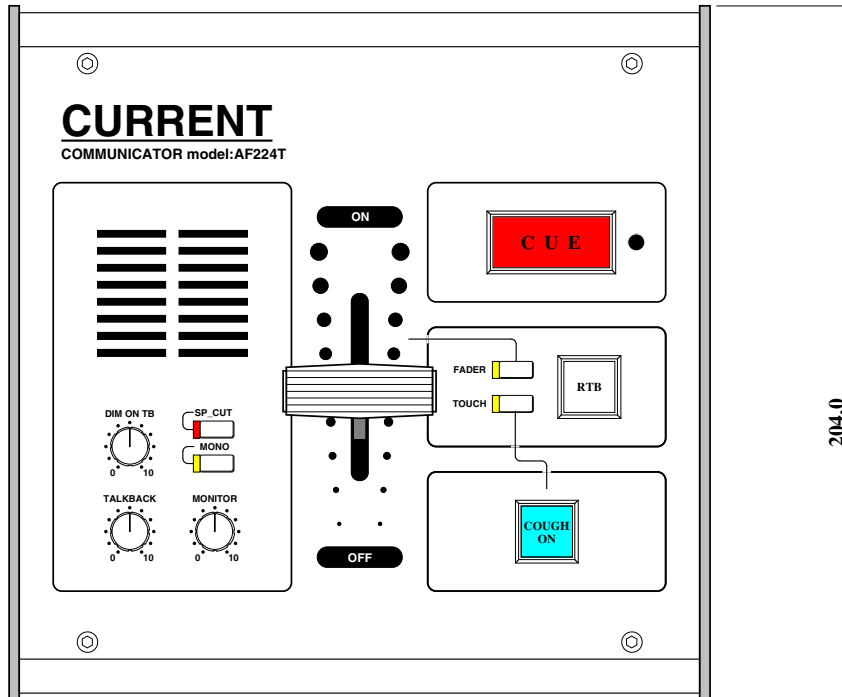 CURRENT
COMMUNICATOR model:AF224T
ON
C U E
FADER
RTB
TOUCH
DIM ON TB
SP_CUT
MONO
0 10
TALKBACK
MONITOR
0 10
0 10
COUGH
ON
OFF
204.0